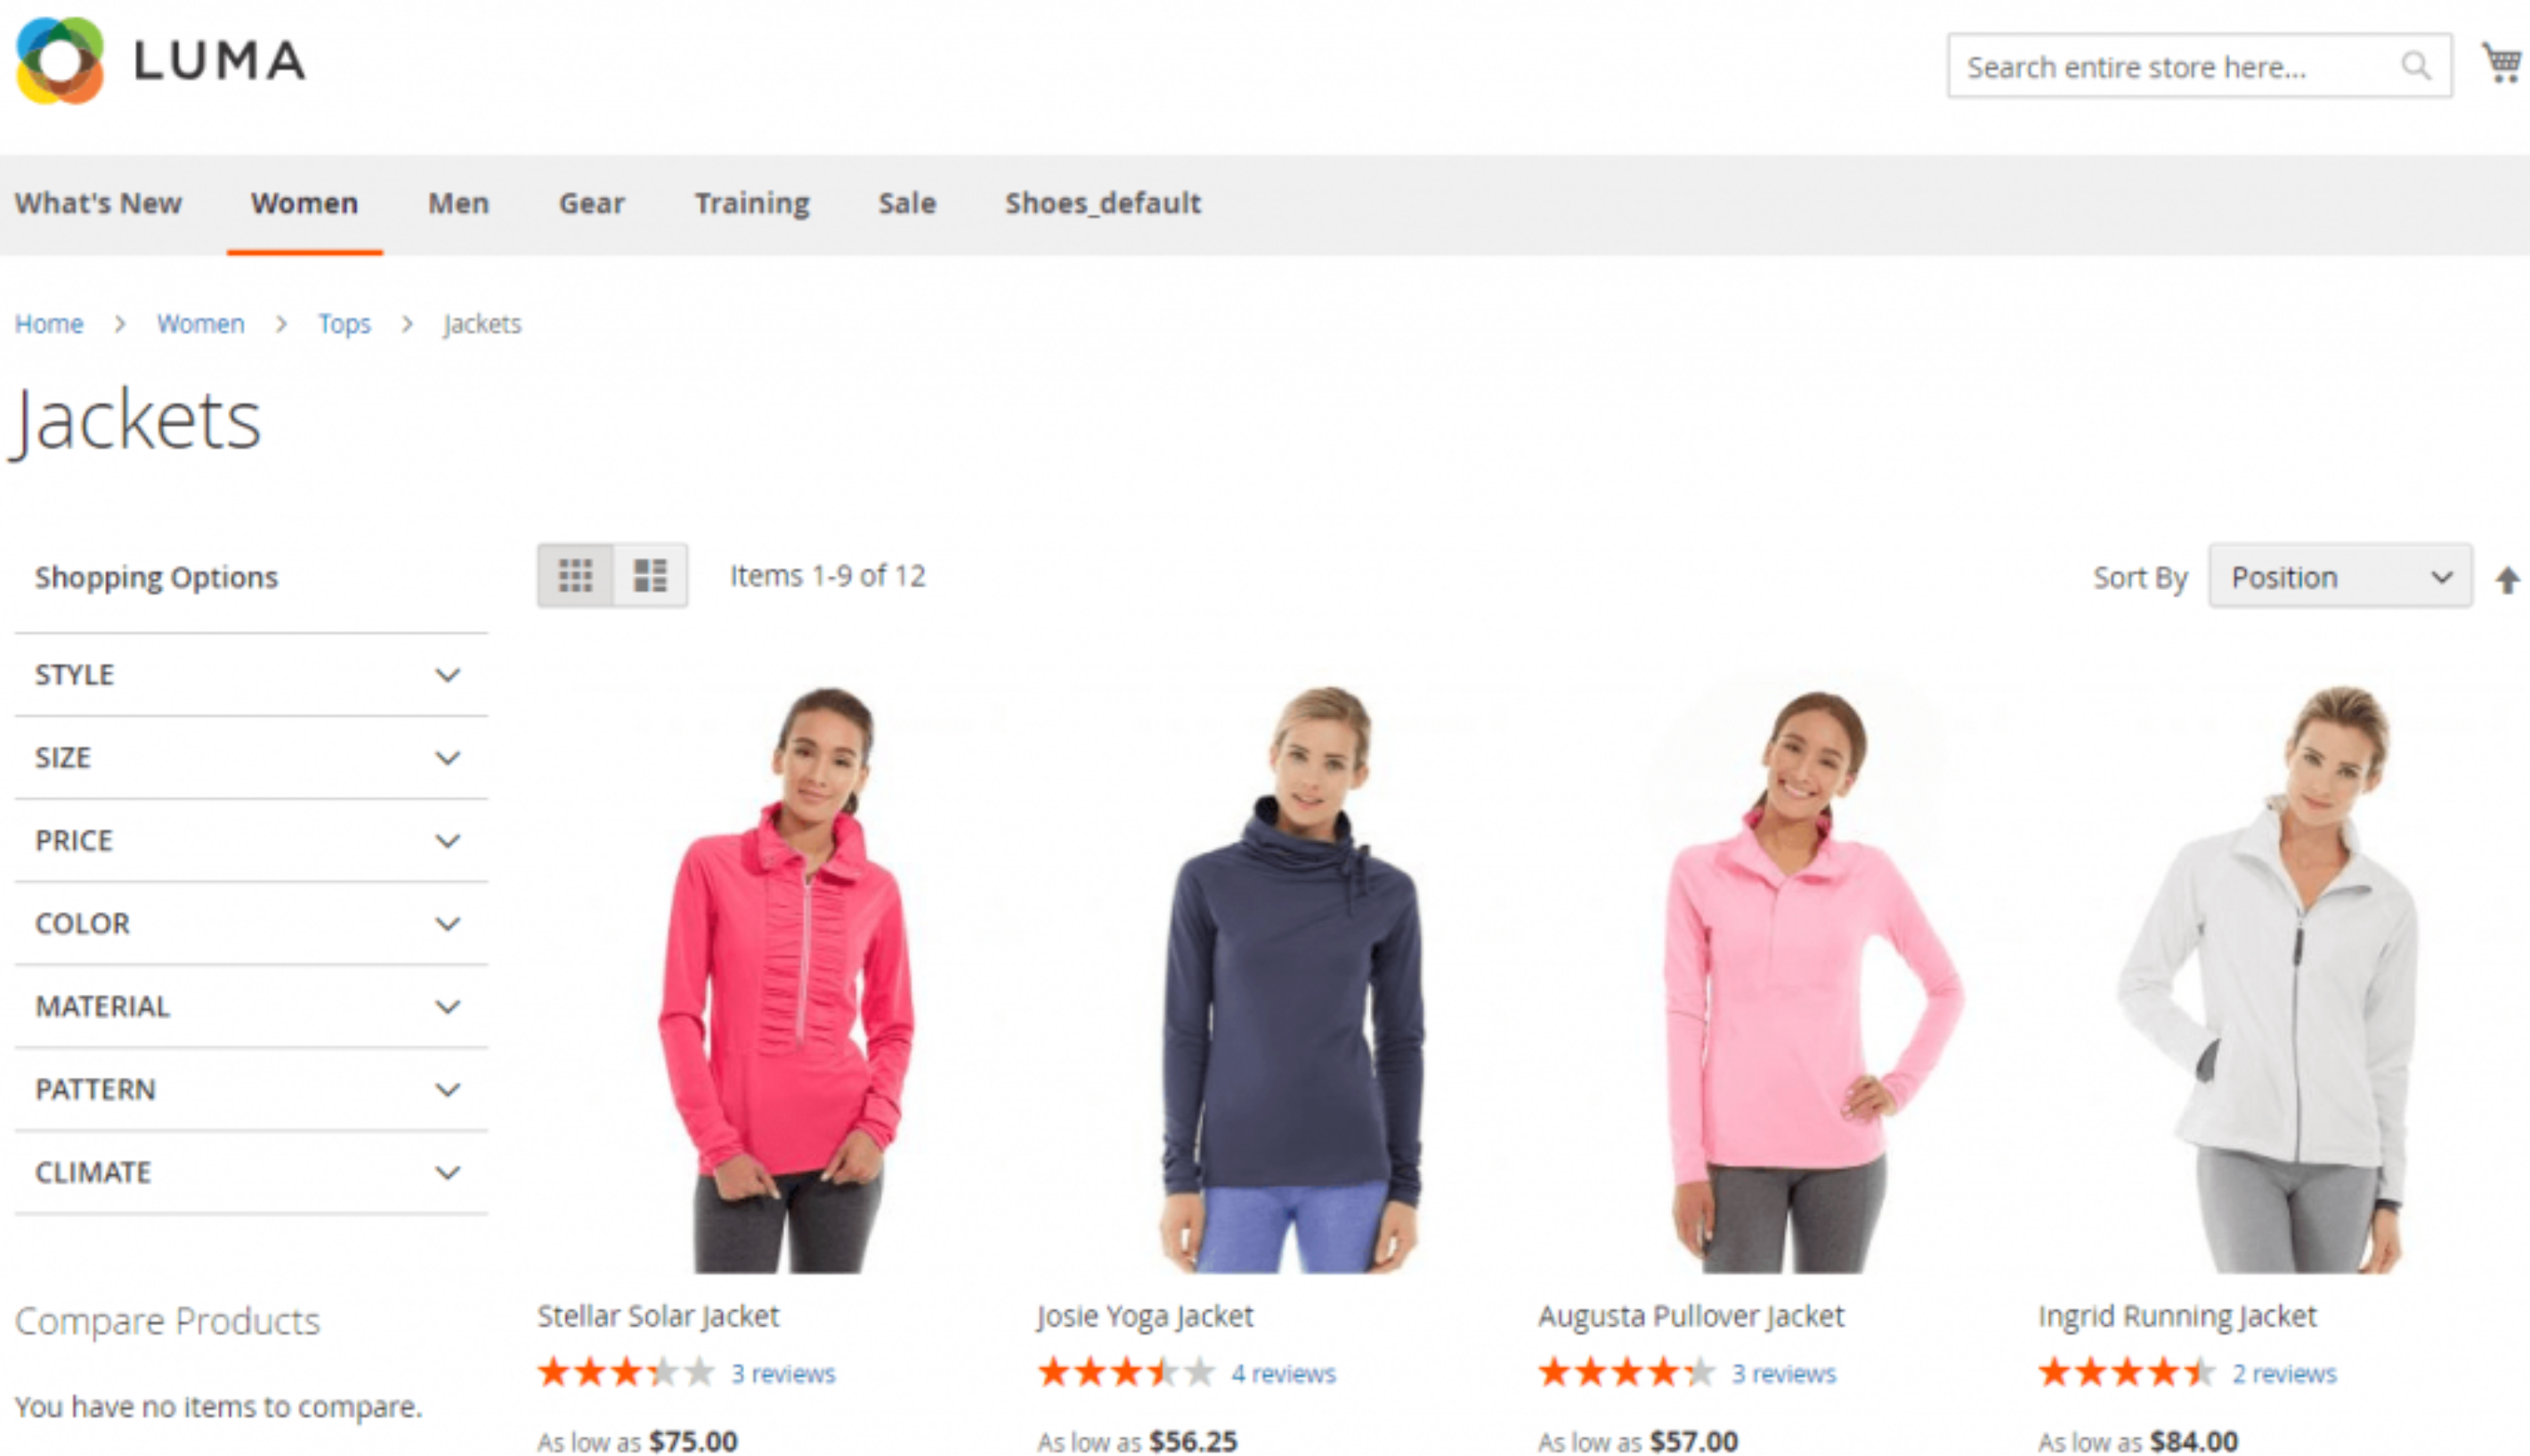 LUMA
Search entire store here...
What's New Women Men Gear Training Sale Shoes_default
Home > Women > Tops > Jackets
Jackets
Shopping Options
Items 1-9 of 12
Sort By Position
STYLE
SIZE
PRICE
COLOR
MATERIAL
PATTERN
CLIMATE
Compare Products
You have no items to compare.
Stellar Solar Jacket
3 reviews
As low as $75.00
Josie Yoga Jacket
4 reviews
As low as $56.25
Augusta Pullover Jacket
3 reviews
As low as $57.00
Ingrid Running Jacket
2 reviews
As low as $84.00